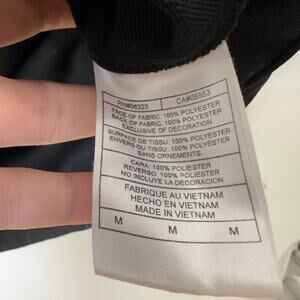 RN#56323 CA#05553
FACE OF FABRIC: 100% POLYESTER
BACK OF FABRIC: 100% POLYESTER
EXCLUSIVE OF DECORATION
SURFACE DE TISSU: 100% POLYESTER
ENVERS DU TISSU: 100% POLYESTER
SANS ORNEMENTS
CARA: 100% POLIESTER
REVERSO: 100% POLIESTER
NO INCLUYE LA DECORACION
FABRIQUE AU VIETNAM
HECHO EN VIETNAM
MADE IN VIETNAM
M M M